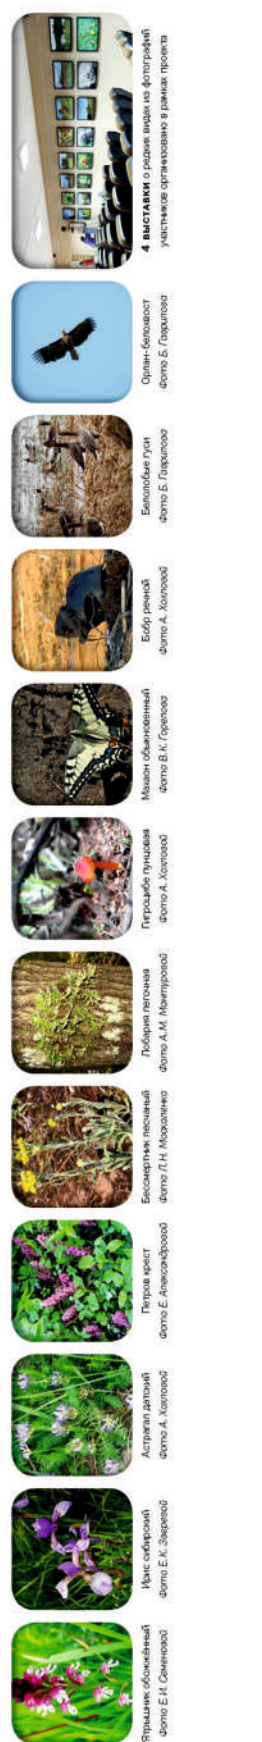 Ятрышник обожжённый
Фото Е.И. Семеновой
Ирис сибирский
Фото Е.К. Зверевой
Астрагал датский
Фото А. Хохловой
Петров крест
Фото Е. Александровой
Бессмертник песчаный
Фото Л.Н. Москаленко
Лобария легочная
Фото А.М. Мантуровой
Гигроцибе пунцовая
Фото А. Хохловой
Махаон обыкновенный
Фото В.К. Горелова
Бобр речной
Фото А. Хохловой
Белолобые гуси
Фото Б. Гаврилова
Орлан-белохвост
Фото Б. Гаврилова
4 ВЫСТАВКИ о редких видах из фотографий
участников организовано в рамках проекта